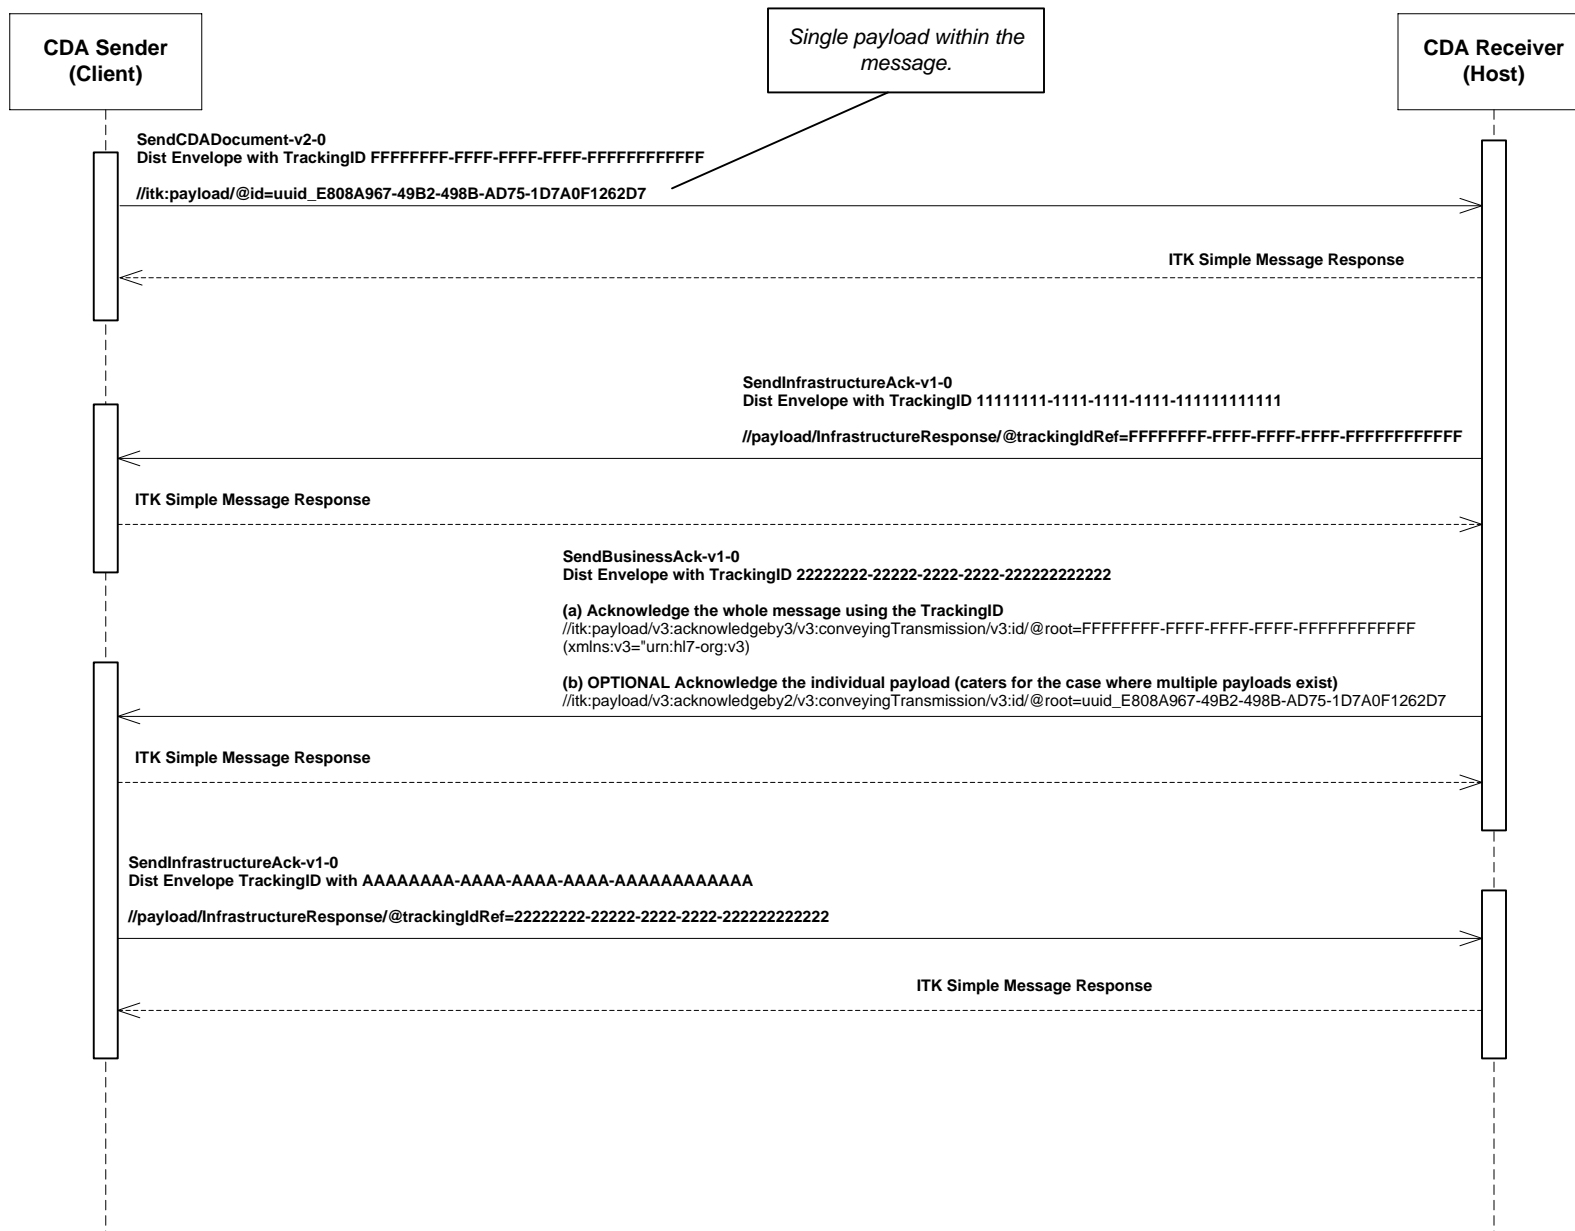 CDA Sender
(Client)
Single payload within the
message.
CDA Receiver
(Host)
SendCDADocument-v2-0
Dist Envelope with TrackingID FFFFFFFF-FFFF-FFFF-FFFF-FFFFFFFFFFFF
//itk:payload/@id=uuid_E808A967-49B2-498B-AD75-1D7A0F1262D7
ITK Simple Message Response
SendInfrastructureAck-v1-0
Dist Envelope with TrackingID 11111111-1111-1111-1111-111111111111
//payload/InfrastructureResponse/@trackingIdRef=FFFFFFFF-FFFF-FFFF-FFFF-FFFFFFFFFFFF
ITK Simple Message Response
SendBusinessAck-v1-0
Dist Envelope with TrackingID 22222222-22222-2222-2222-222222222222
(a) Acknowledge the whole message using the TrackingID
//itk:payload/v3:acknowledgeby3/v3:conveyingTransmission/v3:id/@root=FFFFFFFF-FFFF-FFFF-FFFF-FFFFFFFFFFFF
(xmlns:v3="urn:hl7-org:v3)
(b) OPTIONAL Acknowledge the individual payload (caters for the case where multiple payloads exist)
//itk:payload/v3:acknowledgeby2/v3:conveyingTransmission/v3:id/@root=uuid_E808A967-49B2-498B-AD75-1D7A0F1262D7
ITK Simple Message Response
SendInfrastructureAck-v1-0
Dist Envelope TrackingID with AAAAAAAA-AAAA-AAAA-AAAA-AAAAAAAAAAAA
//payload/InfrastructureResponse/@trackingIdRef=22222222-22222-2222-2222-222222222222
ITK Simple Message Response